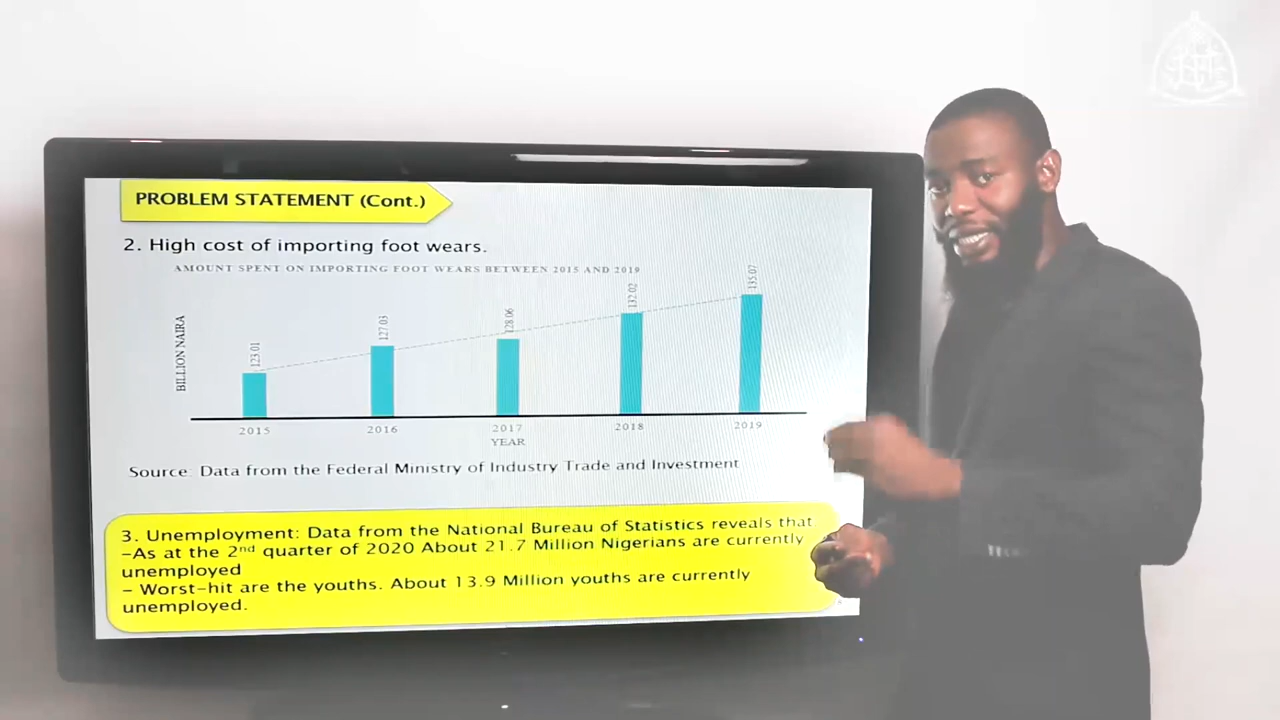 PROBLEM STATEMENT (Cont.)
2. High cost of importing foot wears.
AMOUNT SPENT ON IMPORTING FOOT WEARS BETWEEN 2015 AND 2019
BILLION NAIRA
123.01
127.03
128.06
132.02
135.07
2015 2016 2017 2018 2019
YEAR
Source: Data from the Federal Ministry of Industry Trade and Investment
3. Unemployment: Data from the National Bureau of Statistics reveals that
-As at the 2nd quarter of 2020 About 21.7 Million Nigerians are currently
unemployed
- Worst-hit are the youths. About 13.9 Million youths are currently
unemployed.